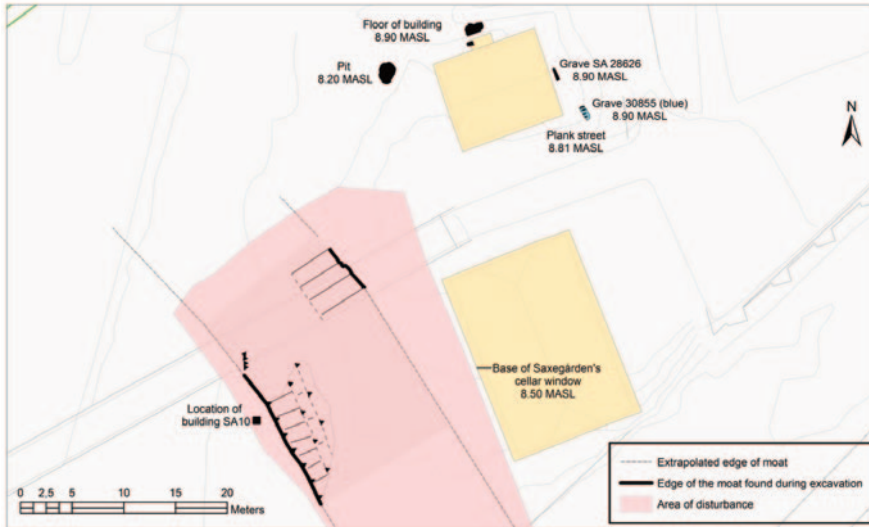 Floor of building
8.90 MASL
Pit
8.20 MASL
Grave SA 28626
8.90 MASL
Grave 30855 (blue)
8.90 MASL
Plank street
8.81 MASL
N
Base of Saxegården's
cellar window
8.50 MASL
Location of
building SA10
0 2,5 5 10 15 20
Meters
Extrapolated edge of moat
Edge of the moat found during excavation
Area of disturbance